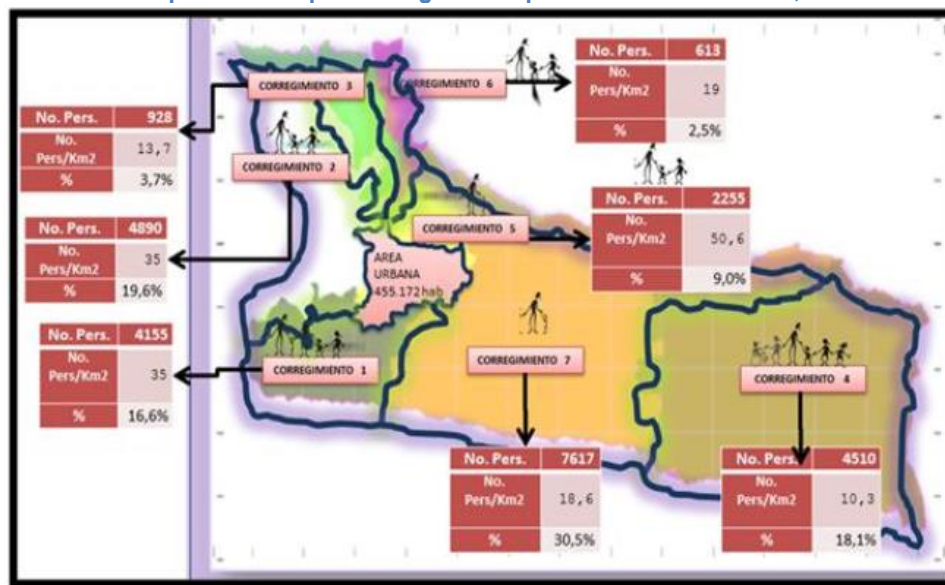 No. Pers. 613
No. Pers/Km2 19
% 2,5%
CORREGIMIENTO 3
CORREGIMIENTO 6
No. Pers. 928
No. Pers/Km2 13,7
% 3,7%
CORREGIMIENTO 2
No. Pers. 2255
No. Pers/Km2 50,6
% 9,0%
No. Pers. 4890
No. Pers/Km2 35
% 19,6%
CORREGIMIENTO 5
AREA
URBANA
455.172 hab
No. Pers. 4155
No. Pers/Km2 35
% 16,6%
CORREGIMIENTO 1
CORREGIMIENTO 7
CORREGIMIENTO 4
No. Pers. 7617
No. Pers/Km2 18,6
% 30,5%
No. Pers. 4510
No. Pers/Km2 10,3
% 18,1%